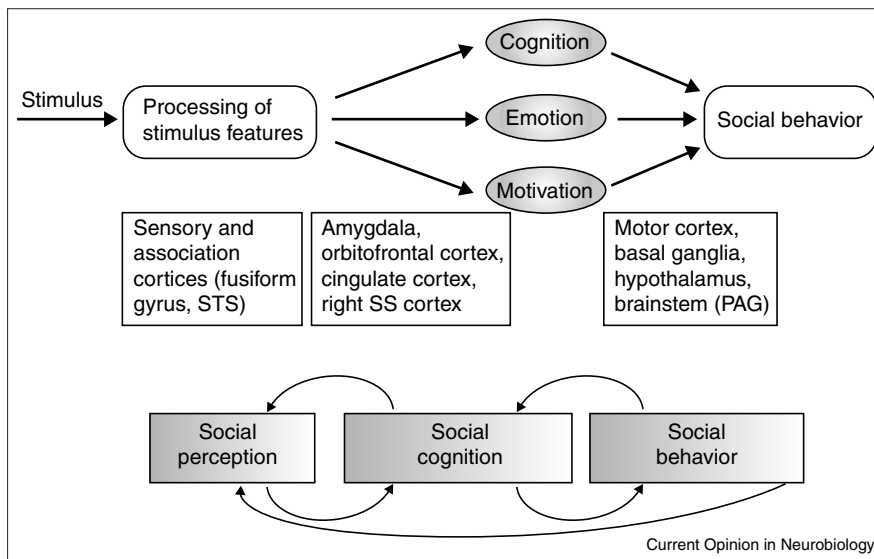 Stimulus
Processing of
stimulus features
Cognition
Emotion
Motivation
Social behavior
Sensory and
association
cortices (fusiform
gyrus, STS)
Amygdala,
orbitofrontal cortex,
cingulate cortex,
right SS cortex
Motor cortex,
basal ganglia,
hypothalamus,
brainstem (PAG)
Social
perception
Social
cognition
Social
behavior
Current Opinion in Neurobiology